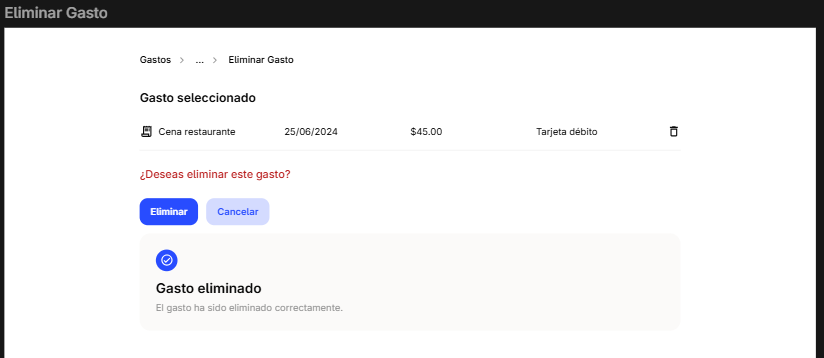 Eliminar Gasto
Gastos > ... > Eliminar Gasto
Gasto seleccionado
Cena restaurante 25/06/2024 $45.00 Tarjeta débito
¿Deseas eliminar este gasto?
Eliminar Cancelar
Gasto eliminado
El gasto ha sido eliminado correctamente.